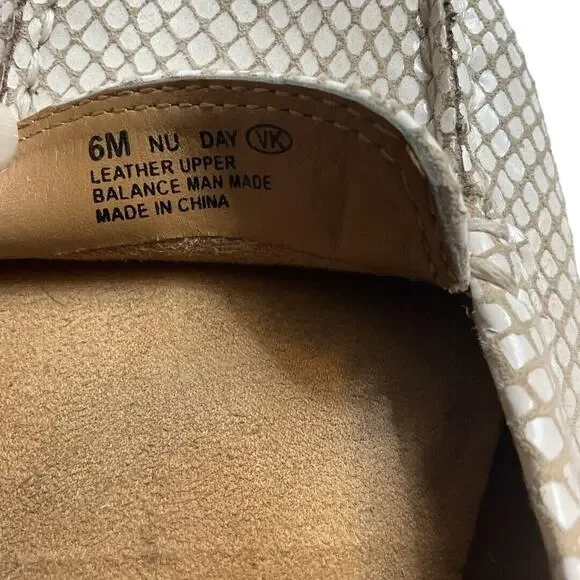 6M NU DAY VK
LEATHER UPPER
BALANCE MAN MADE
MADE IN CHINA